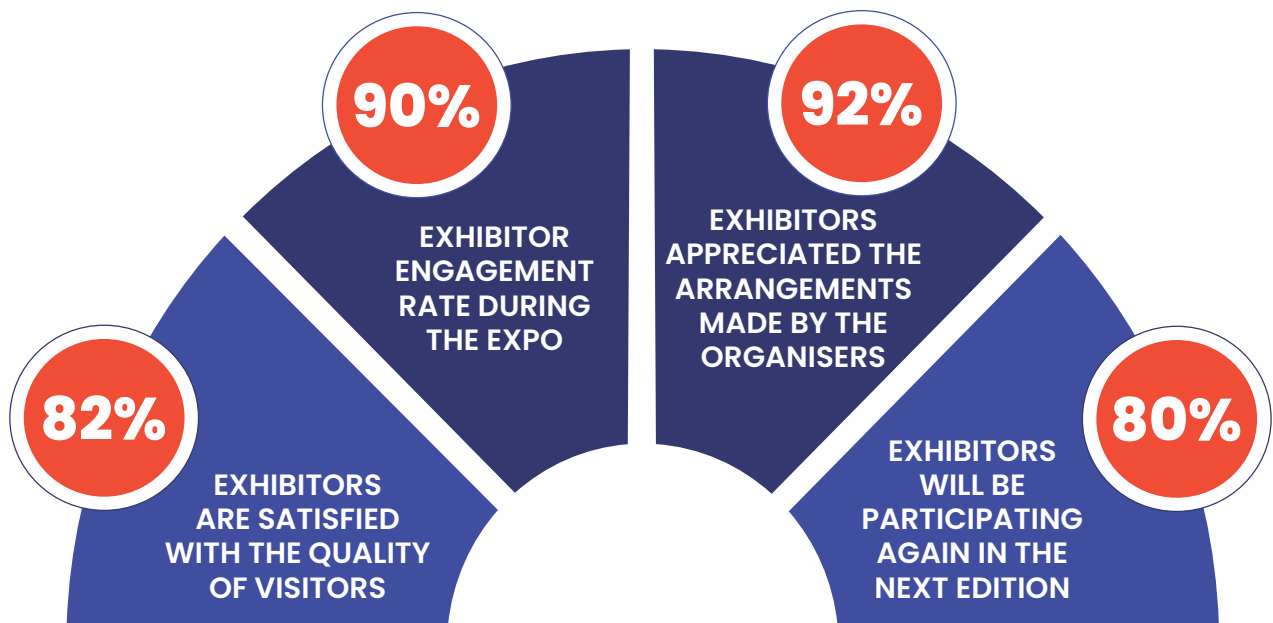 82%
EXHIBITORS
ARE SATISFIED
WITH THE QUALITY
OF VISITORS
90%
EXHIBITOR
ENGAGEMENT
RATE DURING
THE EXPO
92%
EXHIBITORS
APPRECIATED THE
ARRANGEMENTS
MADE BY THE
ORGANISERS
80%
EXHIBITORS
WILL BE
PARTICIPATING
AGAIN IN THE
NEXT EDITION